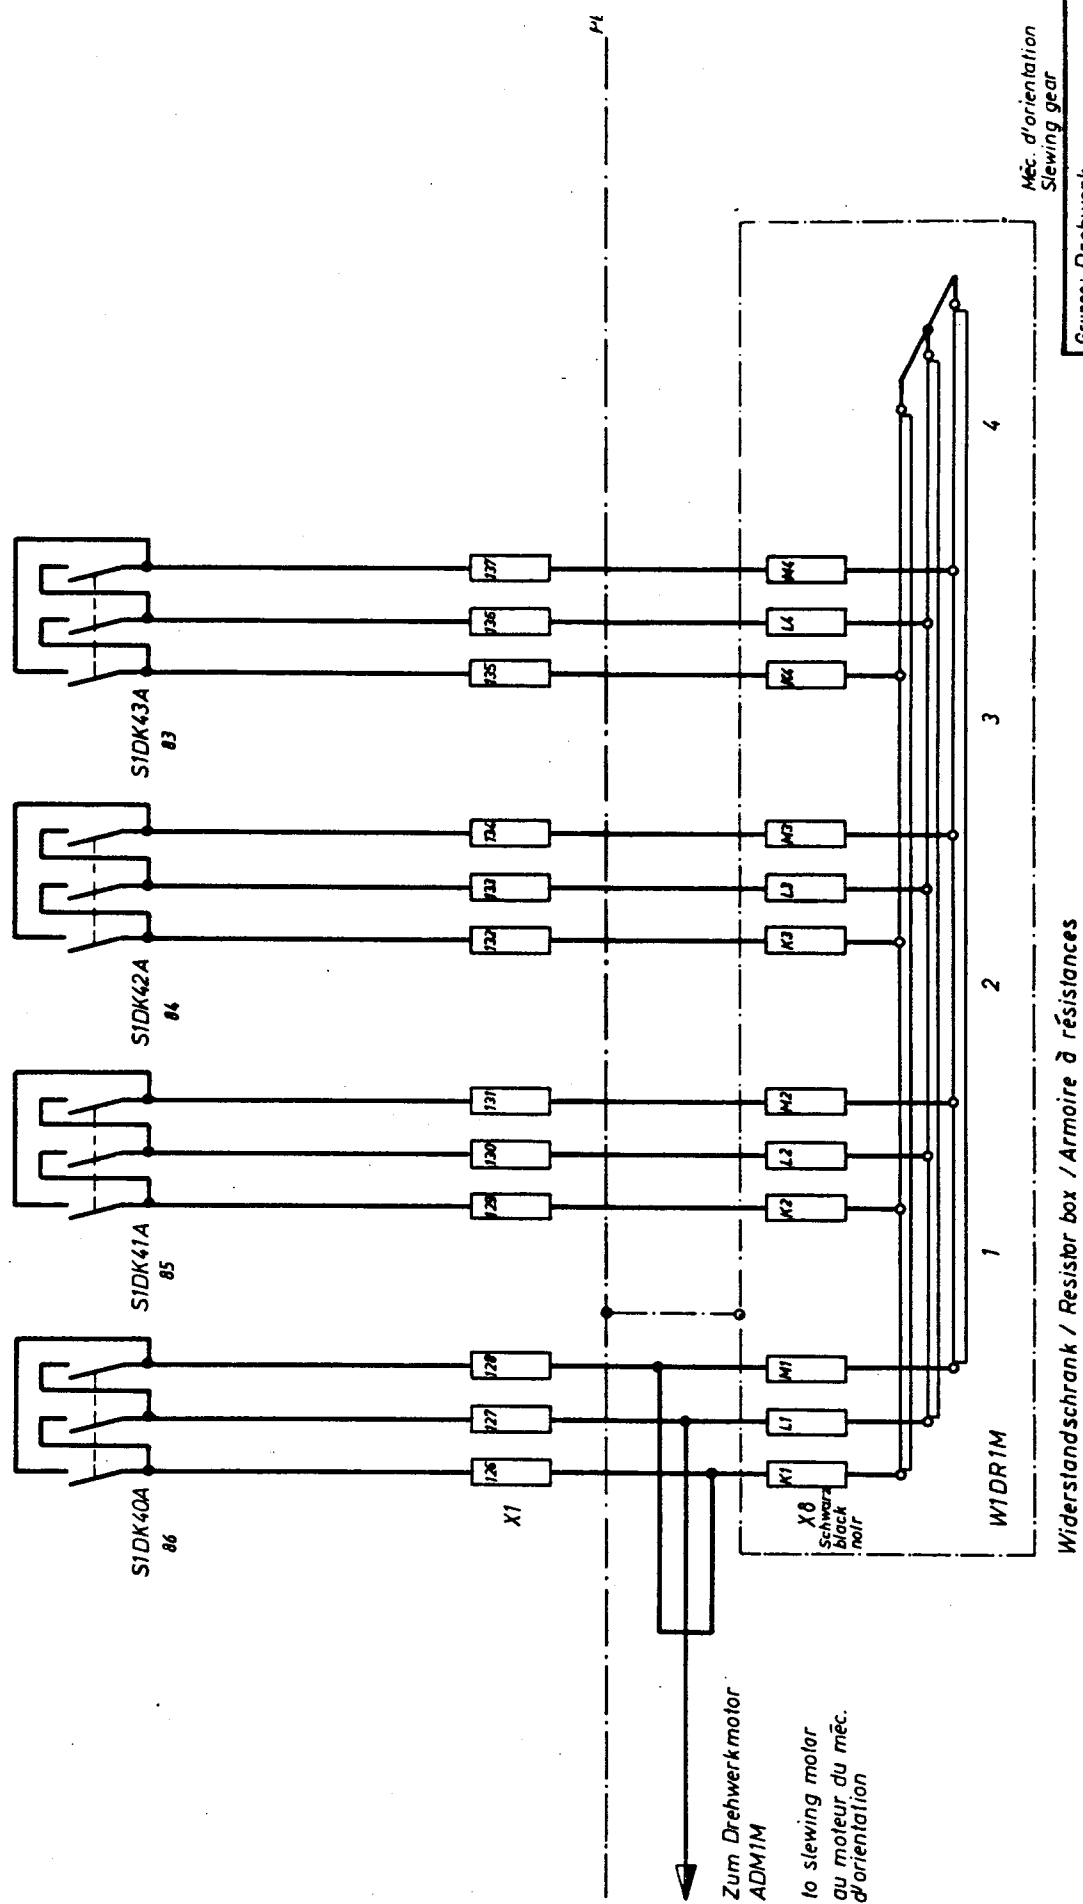 S1DK40A
86
S1DK41A
85
S1DK42A
84
S1DK43A
83
X1
126
127
128
129
130
131
132
133
134
135
136
137
Zum Drehwerkmotor
ADM1M
to slewing motor
au moteur du méc.
d'orientation
X8
Schwarz
black
noir
K1
L1
M1
K2
L2
M2
K3
L3
M3
K4
L4
M4
W1DR1M
1
2
3
4
Méc. d'orientation
Slewing gear
Widerstandschrank / Resistor box / Armoire à résistances